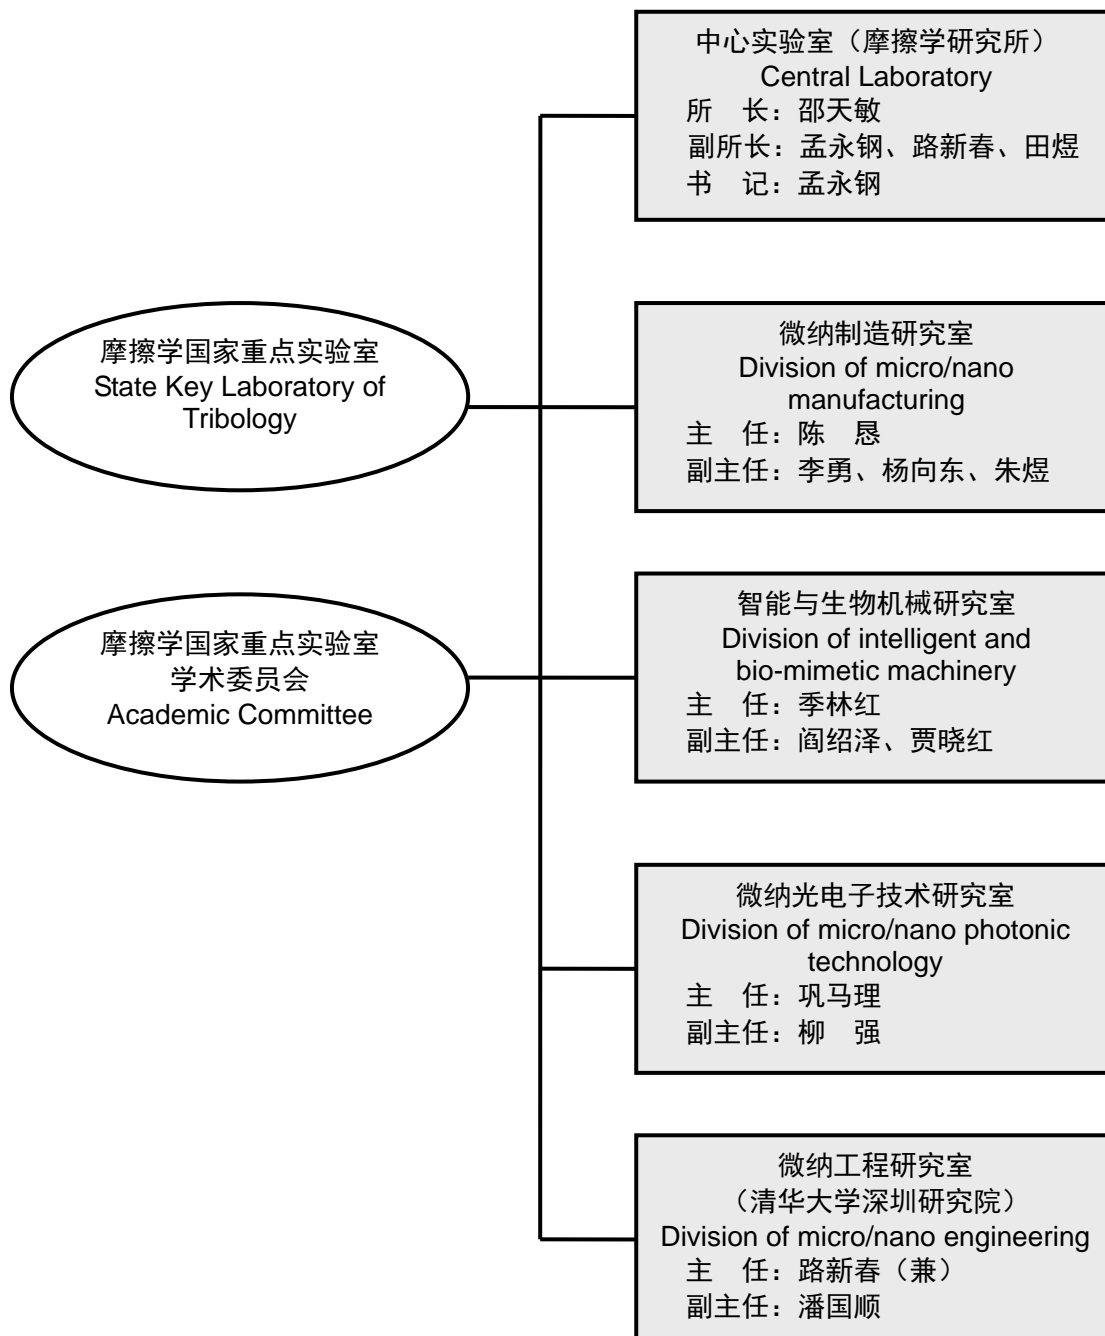 中心实验室（摩擦学研究所）
Central Laboratory
所　长：邵天敏
副所长：孟永钢、路新春、田煜
书　记：孟永钢
摩擦学国家重点实验室
State Key Laboratory of
Tribology
微纳制造研究室
Division of micro/nano
manufacturing
主　任：陈　恳
副主任：李勇、杨向东、朱煜
摩擦学国家重点实验室
学术委员会
Academic Committee
智能与生物机械研究室
Division of intelligent and
bio-mimetic machinery
主　任：季林红
副主任：阎绍泽、贾晓红
微纳光电子技术研究室
Division of micro/nano photonic
technology
主　任：巩马理
副主任：柳　强
微纳工程研究室
（清华大学深圳研究院）
Division of micro/nano engineering
主　任：路新春（兼）
副主任：潘国顺